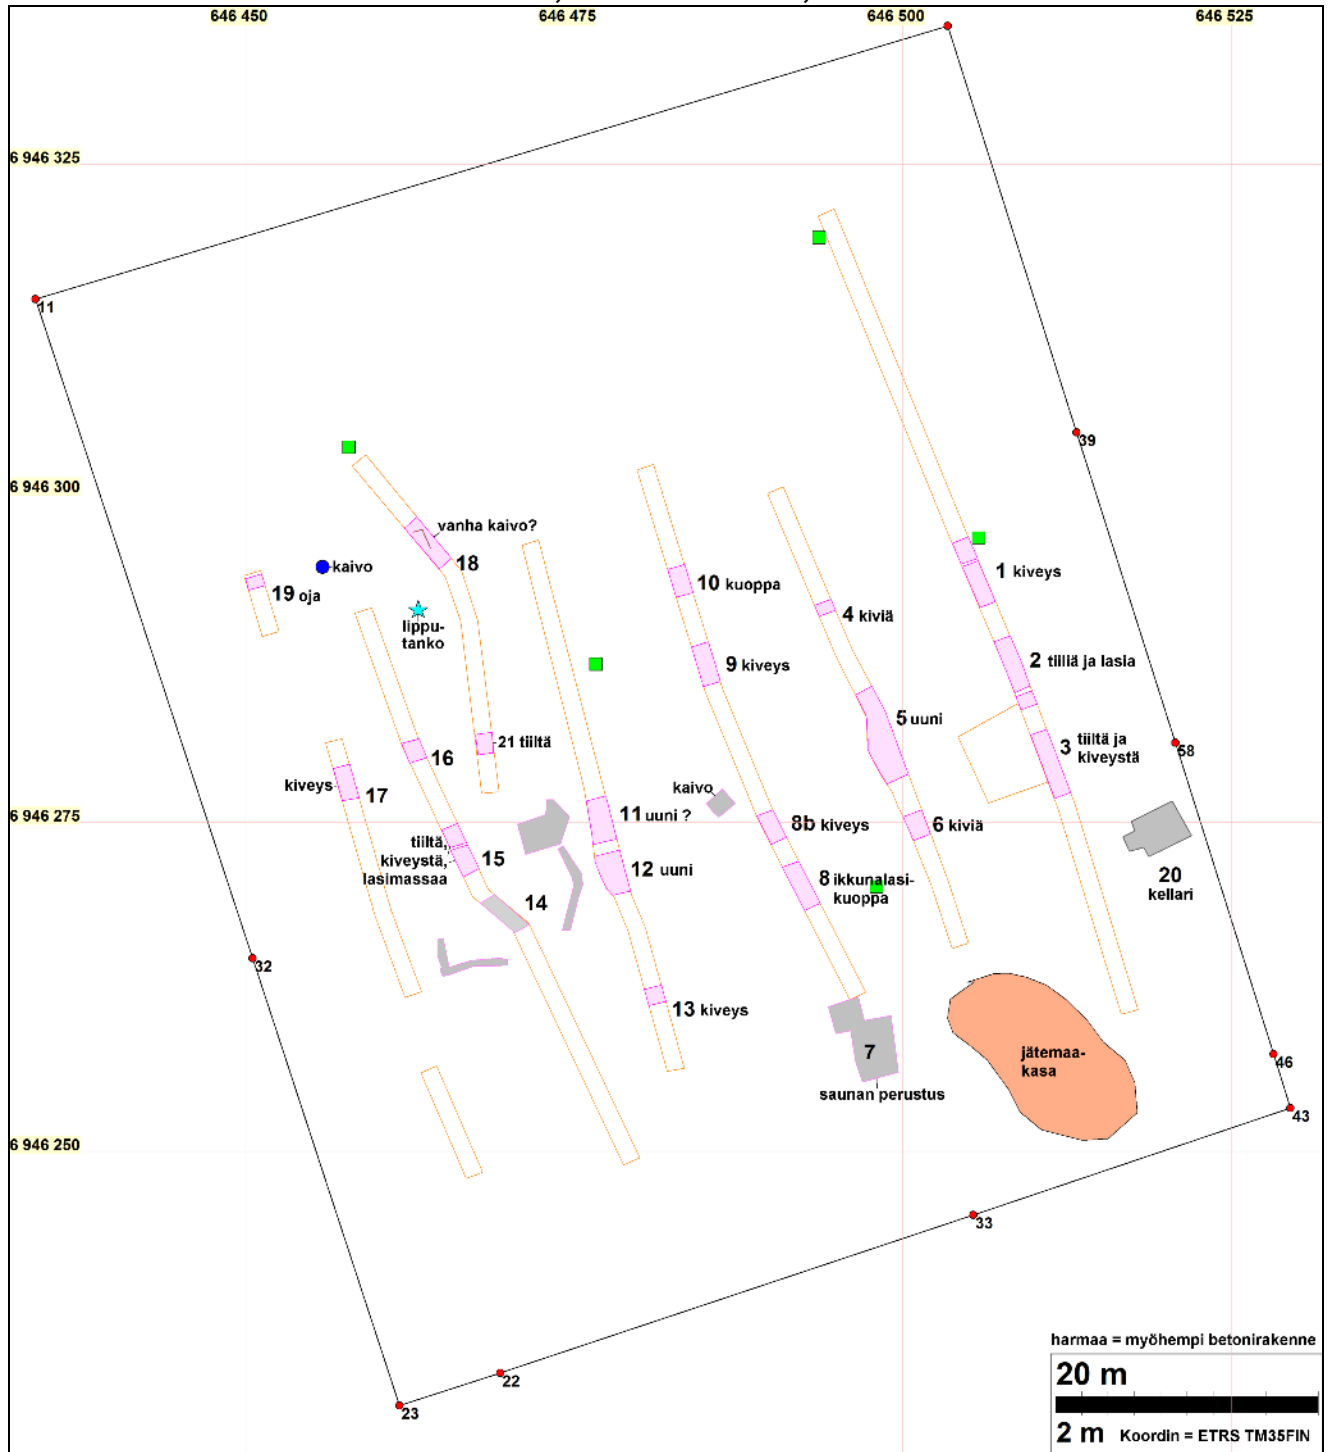 646 450
646 475
646 500
646 525
6 946 325
11
39
6 946 300
vanha kaivo?
18
kaivo
19 oja
lippu-
tanko
10 kuoppa
1 kiveys
4 kiviä
9 kiveys
2 tiiliä ja lasia
5 uuni
21 tiiltä
16
3 tiiltä ja
kiveystä
58
kiveys
17
kaivo
6 946 275
11 uuni ?
8b kiveys
6 kiviä
tiiltä,
kiveystä,
lasimassaa
15
12 uuni
8 ikkunalasi-
kuoppa
20
kellari
14
32
13 kiveys
7
jätemaa-
kasa
46
saunan perustus
43
6 946 250
33
harmaa = myöhempi betonirakenne
20 m
22
23
2 m Koordin = ETRS TM35FIN